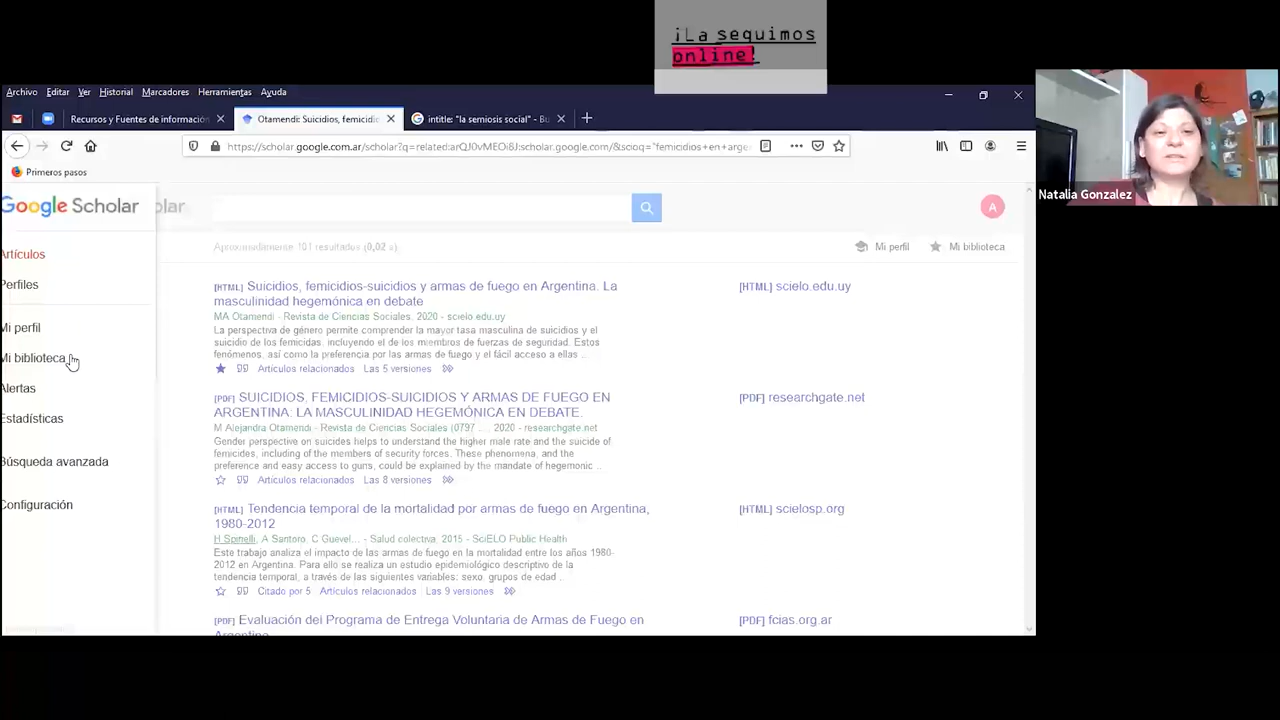 ¡La seguimos
online!
Natalia Gonzalez
Archivo Editar Ver Historial Marcadores Herramientas Ayuda
Recursos y Fuentes de información
Otamendi: Suicidios, femicidio
intitle: "la semiosis social" - Bu
https://scholar.google.com.ar/scholar?q=related:arQJ0vMEOi8J:scholar.google.com/&scioq="femicidios+en+arge
Primeros pasos
Google Scholar
olar
Artículos
Perfiles
Mi perfil
Mi biblioteca
Alertas
Estadísticas
Búsqueda avanzada
Configuración
A
Aproximadamente 101 resultados (0,02 s)
Mi perfil
Mi biblioteca
[HTML] Suicidios, femicidios-suicidios y armas de fuego en Argentina. La
masculinidad hegemónica en debate
MA Otamendi - Revista de Ciencias Sociales, 2020 - scielo.edu.uy
La perspectiva de género permite comprender la mayor tasa masculina de suicidios y el
suicidio de los femicidas, incluyendo el de los miembros de fuerzas de seguridad. Estos
fenómenos, así como la preferencia por las armas de fuego y el fácil acceso a ellas ...
Artículos relacionados Las 5 versiones
[HTML] scielo.edu.uy
[PDF] SUICIDIOS, FEMICIDIOS-SUICIDIOS Y ARMAS DE FUEGO EN
ARGENTINA: LA MASCULINIDAD HEGEMÓNICA EN DEBATE.
M Alejandra Otamendi - Revista de Ciencias Sociales (0797 ..., 2020 - researchgate.net
Gender perspective on suicides helps to understand the higher male rate and the suicide of
femicides, including of the members of security forces. These phenomena, and the
preference and easy access to guns, could be explained by the mandate of hegemonic ...
Artículos relacionados Las 8 versiones
[PDF] researchgate.net
[HTML] Tendencia temporal de la mortalidad por armas de fuego en Argentina,
1980-2012
H Spinelli, A Santoro, C Guevel... - Salud colectiva, 2015 - SciELO Public Health
Este trabajo analiza el impacto de las armas de fuego en la mortalidad entre los años 1980-
2012 en Argentina. Para ello se realiza un estudio epidemiológico descriptivo de la
tendencia temporal, a través de las siguientes variables: sexo, grupos de edad ...
Citado por 5 Artículos relacionados Las 9 versiones
[HTML] scielosp.org
[PDF] Evaluación del Programa de Entrega Voluntaria de Armas de Fuego en
Argentina
[PDF] fcias.org.ar